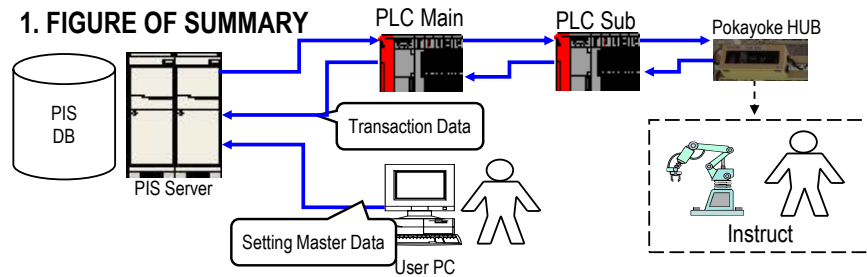 1. FIGURE OF SUMMARY
PLC Main
PLC Sub
Pokayoke HUB
PIS
DB
PIS Server
Transaction Data
Setting Master Data
User PC
Instruct